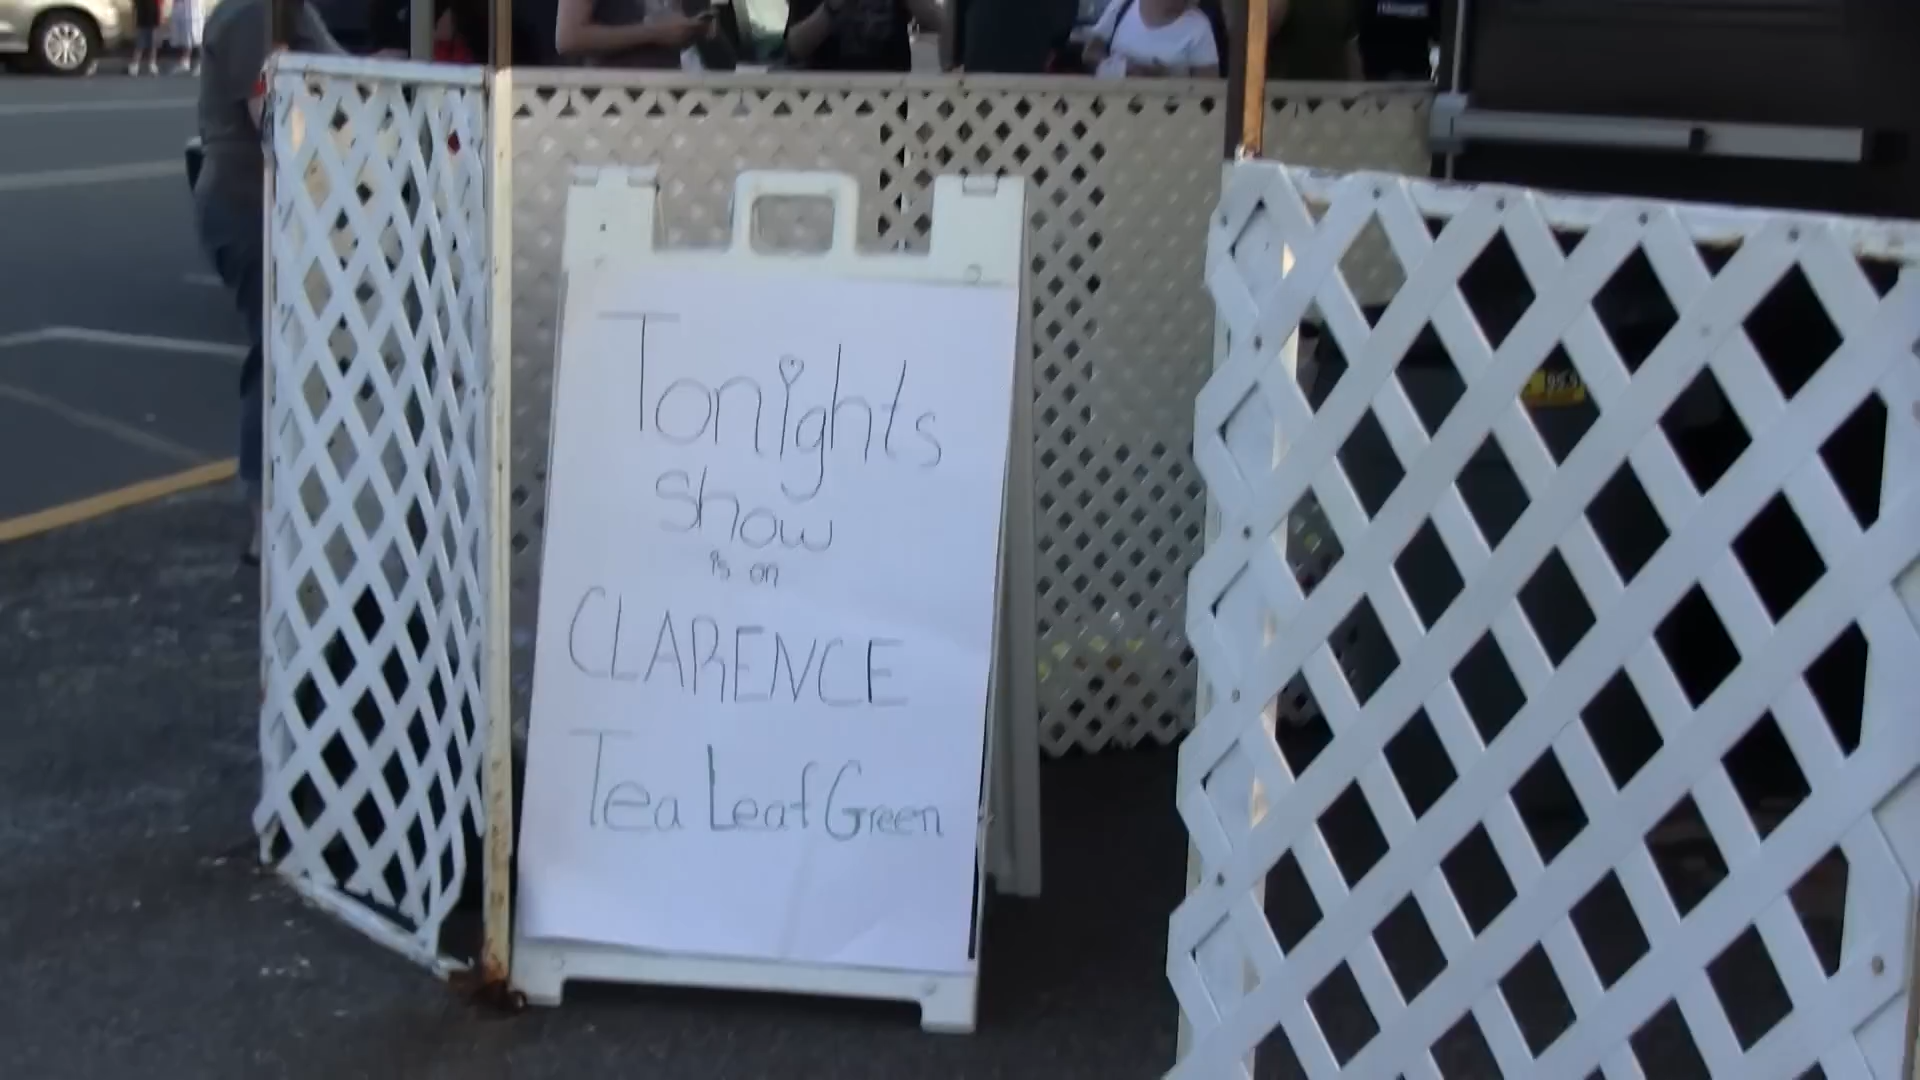 Tonights
show
is on
CLARENCE
Tea Leaf Green